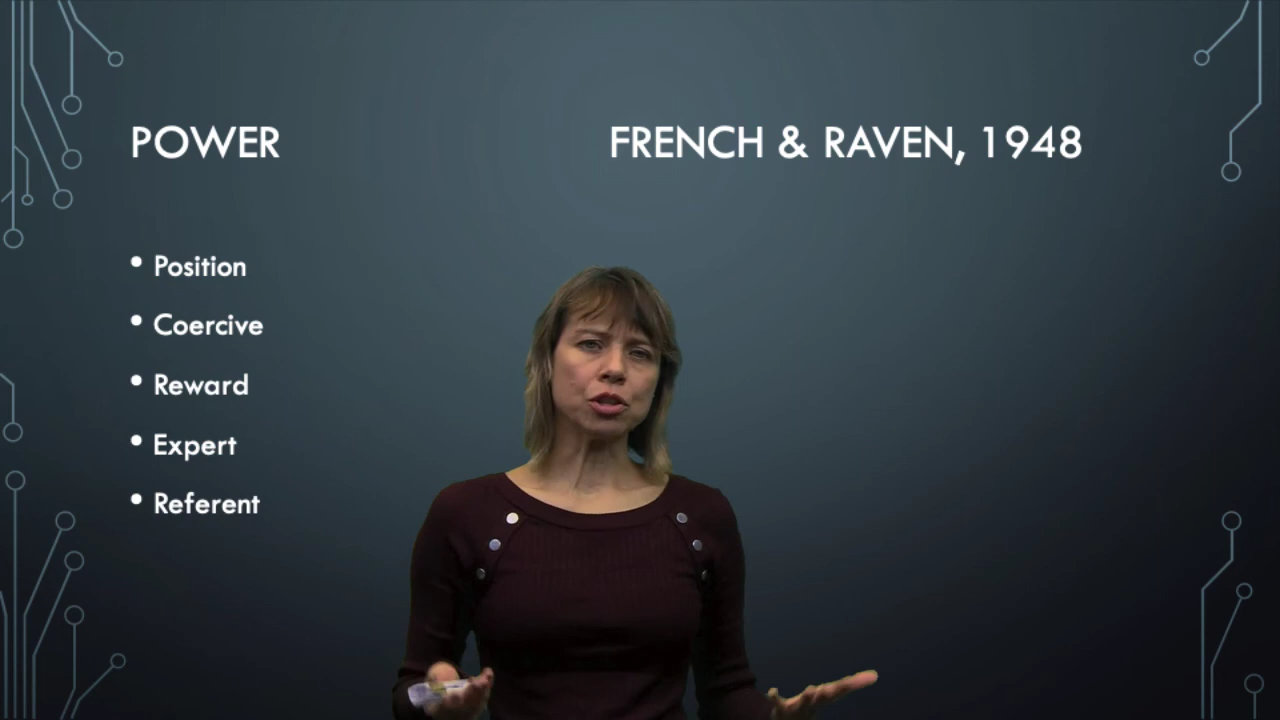 POWER
FRENCH & RAVEN, 1948
• Position
• Coercive
• Reward
• Expert
• Referent